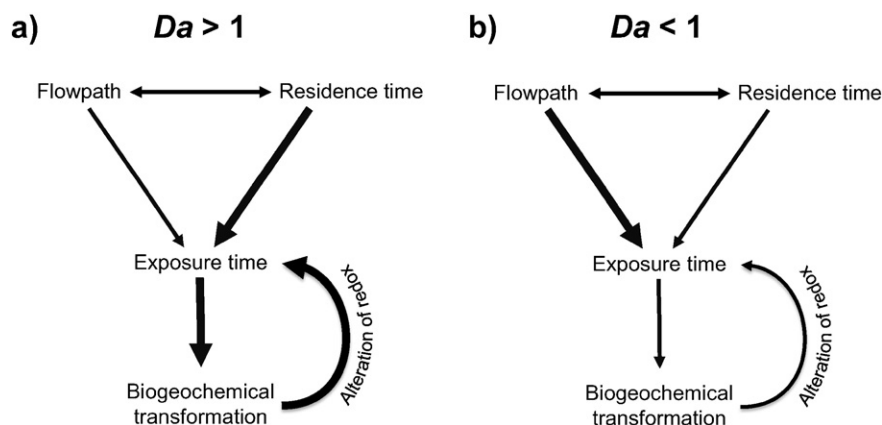 a) Da > 1
Flowpath Residence time
Exposure time
Alteration of redox
Biogeochemical
transformation
b) Da < 1
Flowpath Residence time
Exposure time
Alteration of redox
Biogeochemical
transformation